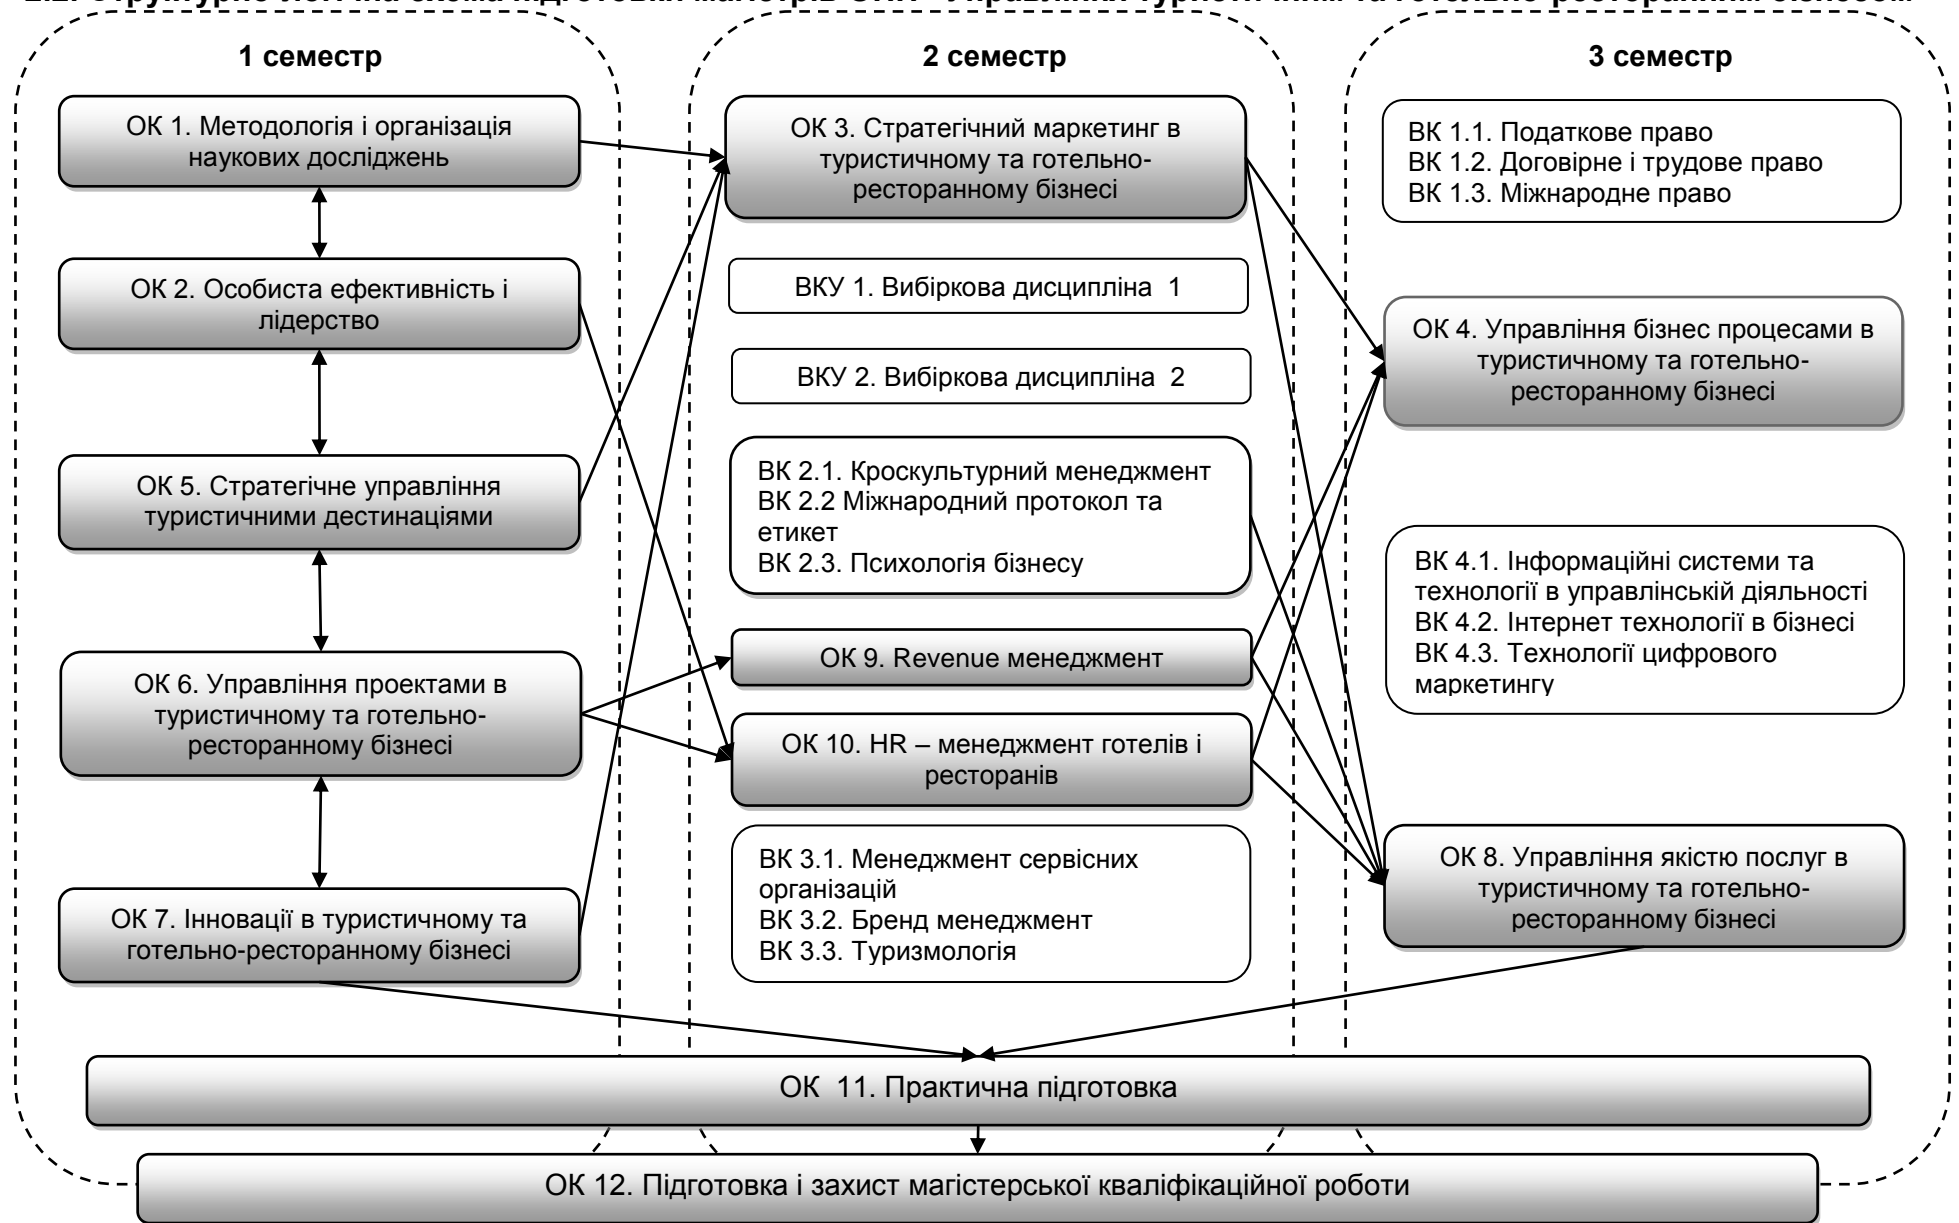 1 семестр
ОК 1. Методологія і організація
наукових досліджень
ОК 2. Особиста ефективність і
лідерство
ОК 5. Стратегічне управління
туристичними дестинаціями
ОК 6. Управління проектами в
туристичному та готельно-
ресторанному бізнесі
ОК 7. Інновації в туристичному та
готельно-ресторанному бізнесі
2 семестр
ОК 3. Стратегічний маркетинг в
туристичному та готельно-
ресторанному бізнесі
ВКУ 1. Вибіркова дисципліна 1
ВКУ 2. Вибіркова дисципліна 2
ВК 2.1. Кроскультурний менеджмент
ВК 2.2 Міжнародний протокол та
етикет
ВК 2.3. Психологія бізнесу
ОК 9. Revenue менеджмент
ОК 10. HR – менеджмент готелів і
ресторанів
ВК 3.1. Менеджмент сервісних
організацій
ВК 3.2. Бренд менеджмент
ВК 3.3. Туризмологія
3 семестр
ВК 1.1. Податкове право
ВК 1.2. Договірне і трудове право
ВК 1.3. Міжнародне право
ОК 4. Управління бізнес процесами в
туристичному та готельно-
ресторанному бізнесі
ВК 4.1. Інформаційні системи та
технології в управлінській діяльності
ВК 4.2. Інтернет технології в бізнесі
ВК 4.3. Технології цифрового
маркетингу
ОК 8. Управління якістю послуг в
туристичному та готельно-
ресторанному бізнесі
ОК 11. Практична підготовка
ОК 12. Підготовка і захист магістерської кваліфікаційної роботи